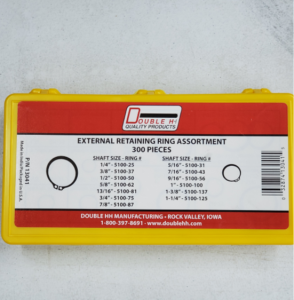 DOUBLE HH
QUALITY PRODUCTS
EXTERNAL RETAINING RING ASSORTMENT
300 PIECES
SHAFT SIZE - RING #
1/4" - 5100-25
3/8" - 5100-37
1/2" - 5100-50
5/8" - 5100-62
13/16" - 5100-81
3/4" - 5100-75
7/8" - 5100-87
SHAFT SIZE - RING #
5/16" - 5100-31
7/16" - 5100-43
9/16" - 5100-56
1" - 5100-100
1-3/8" - 5100-137
1-1/4" - 5100-125
P/N 13041
DOUBLE HH MANUFACTURING - ROCK VALLEY, IOWA
1-800-397-8691 - www.doublehh.com